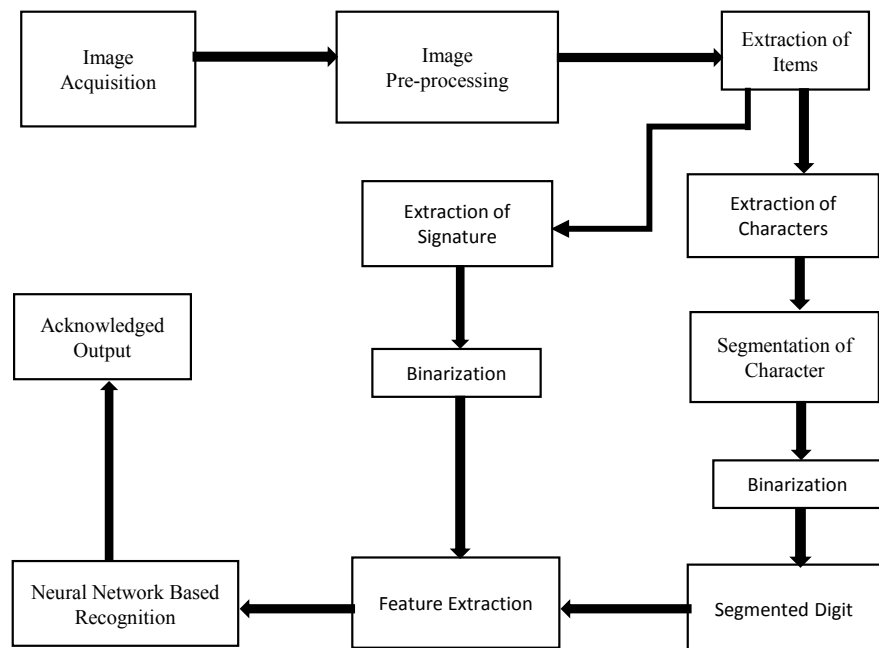 Image
Acquisition
Image
Pre-processing
Extraction of
Items
Extraction of
Signature
Extraction of
Characters
Acknowledged
Output
Binarization
Segmentation of
Character
Binarization
Neural Network Based
Recognition
Feature Extraction
Segmented Digit